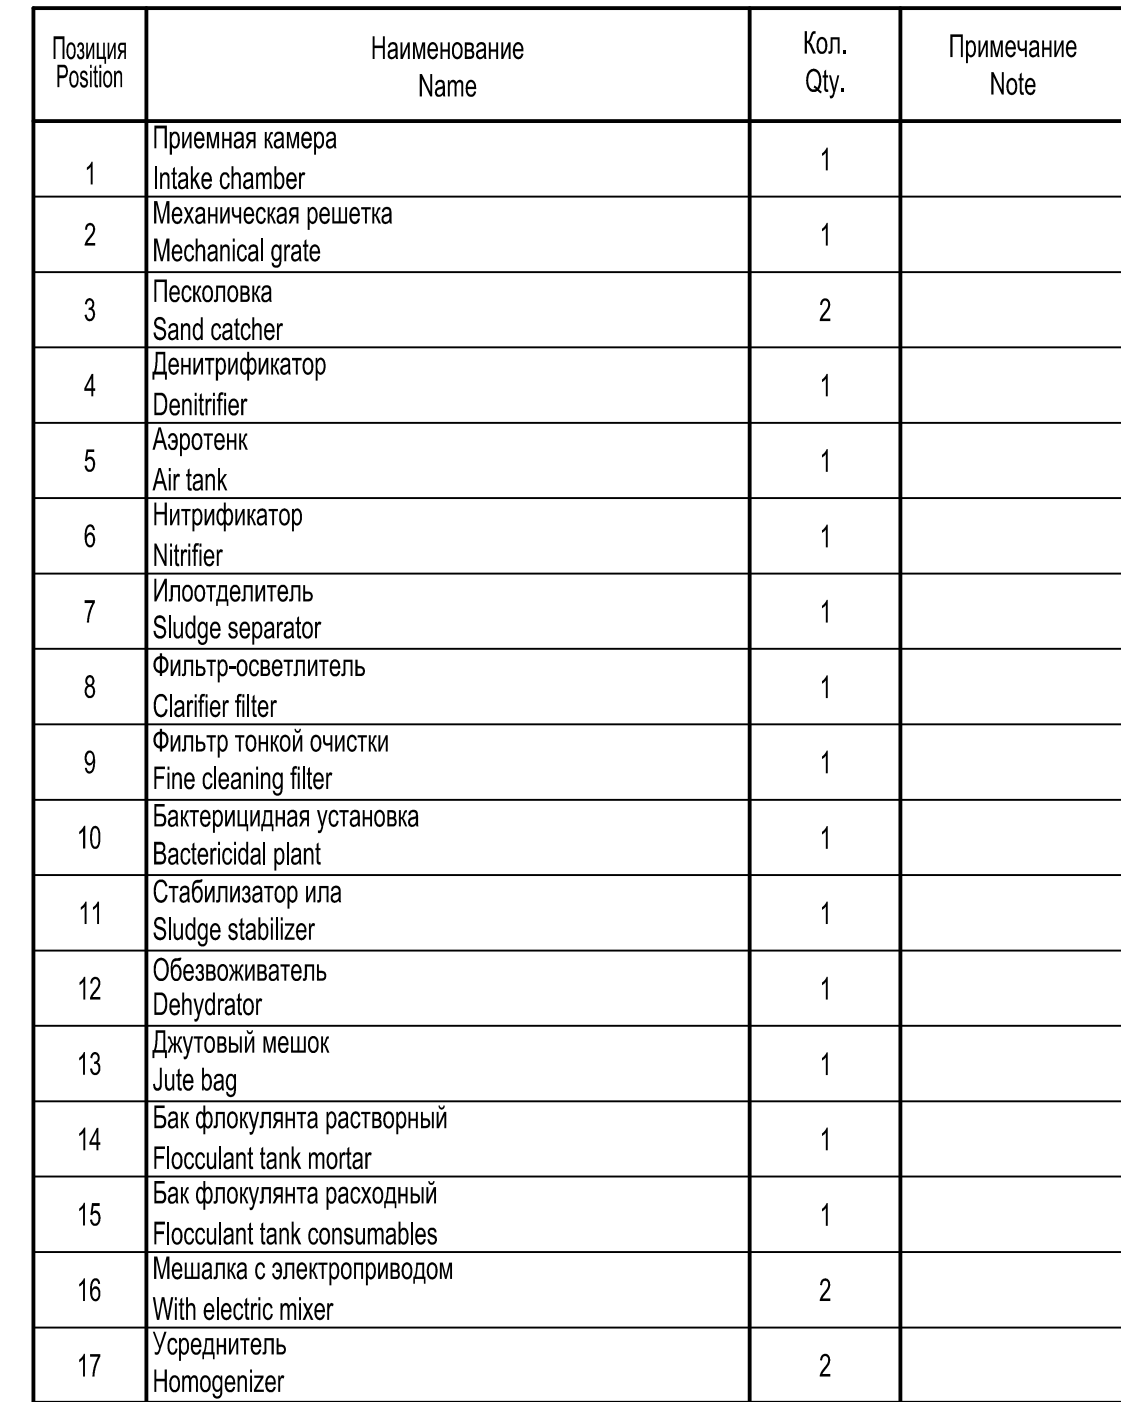 Позиция
Position
Наименование
Name
Кол.
Qty.
Примечание
Note
1
Приемная камера
Intake chamber
1
2
Механическая решетка
Mechanical grate
1
3
Песколовка
Sand catcher
2
4
Денитрификатор
Denitrifier
1
5
Аэротенк
Air tank
1
6
Нитрификатор
Nitrifier
1
7
Илоотделитель
Sludge separator
1
8
Фильтр-осветлитель
Clarifier filter
1
9
Фильтр тонкой очистки
Fine cleaning filter
1
10
Бактерицидная установка
Bactericidal plant
1
11
Стабилизатор ила
Sludge stabilizer
1
12
Обезвоживатель
Dehydrator
1
13
Джутовый мешок
Jute bag
1
14
Бак флокулянта растворный
Flocculant tank mortar
1
15
Бак флокулянта расходный
Flocculant tank consumables
1
16
Мешалка с электроприводом
With electric mixer
2
17
Усреднитель
Homogenizer
2